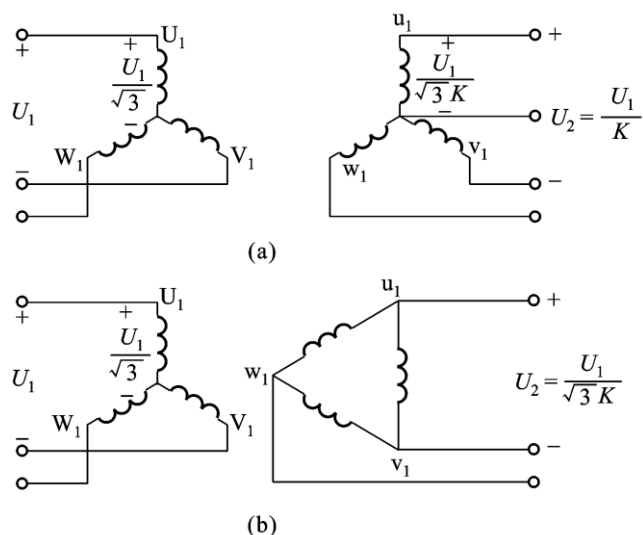 U₁ u₁
+ + + +
U₁/√3 U₁/(√3 K)
U₁ − − U₂ = U₁/K
W₁ V₁ w₁ v₁
− −
(a)
U₁ u₁
+ + +
U₁/√3
U₁ − w₁ U₂ = U₁/(√3 K)
W₁ V₁
− v₁ −
(b)